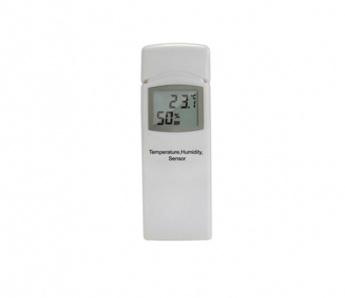 23.1°C
50%
Temperature,Humidity,
Sensor